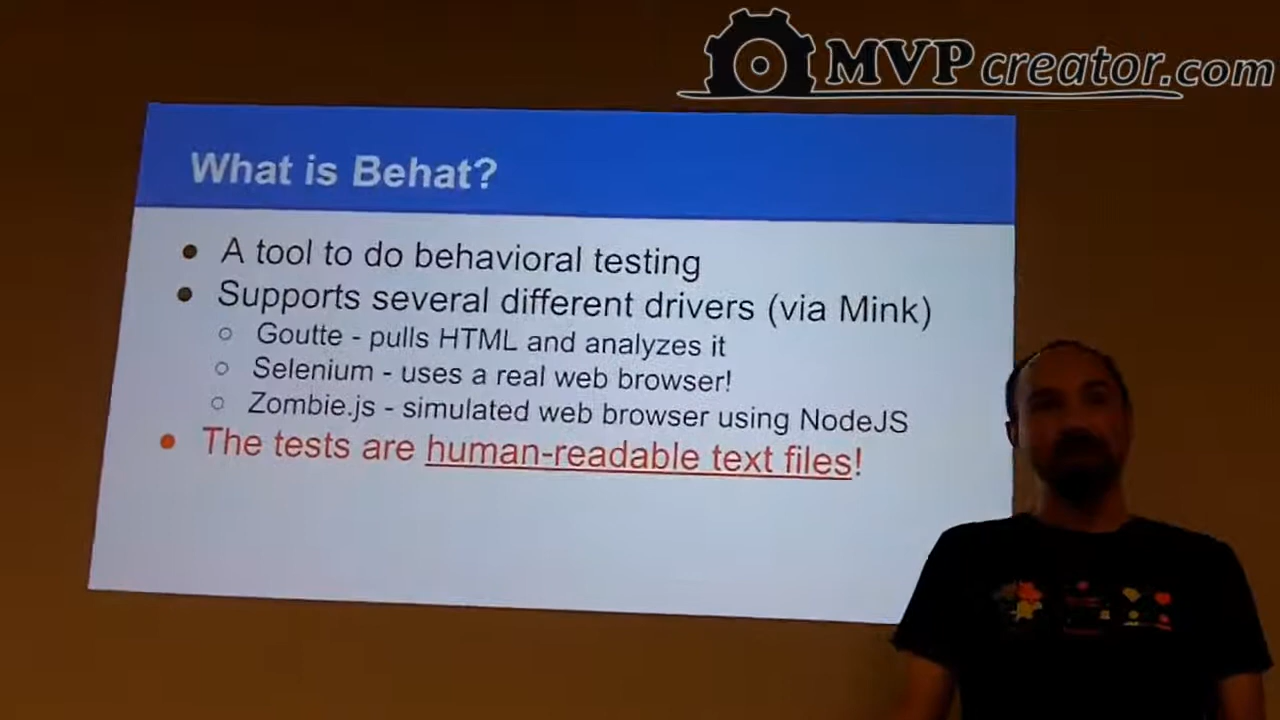 MVPcreator.com
What is Behat?
● A tool to do behavioral testing
● Supports several different drivers (via Mink)
○ Goutte - pulls HTML and analyzes it
○ Selenium - uses a real web browser!
○ Zombie.js - simulated web browser using NodeJS
● The tests are human-readable text files!